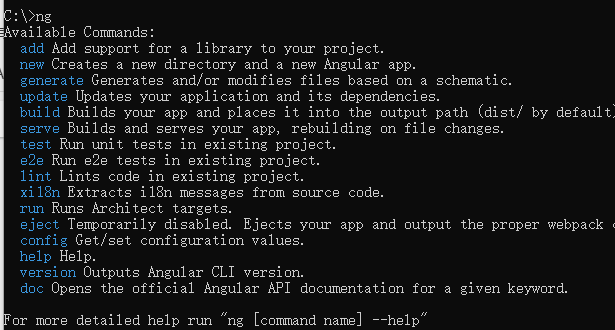 C:\>ng
Available Commands:
add Add support for a library to your project.
new Creates a new directory and a new Angular app.
generate Generates and/or modifies files based on a schematic.
update Updates your application and its dependencies.
build Builds your app and places it into the output path (dist/ by default)
serve Builds and serves your app, rebuilding on file changes.
test Run unit tests in existing project.
e2e Run e2e tests in existing project.
lint Lints code in existing project.
xi18n Extracts i18n messages from source code.
run Runs Architect targets.
eject Temporarily disabled. Ejects your app and output the proper webpack
config Get/set configuration values.
help Help.
version Outputs Angular CLI version.
doc Opens the official Angular API documentation for a given keyword.
For more detailed help run "ng [command name] --help"